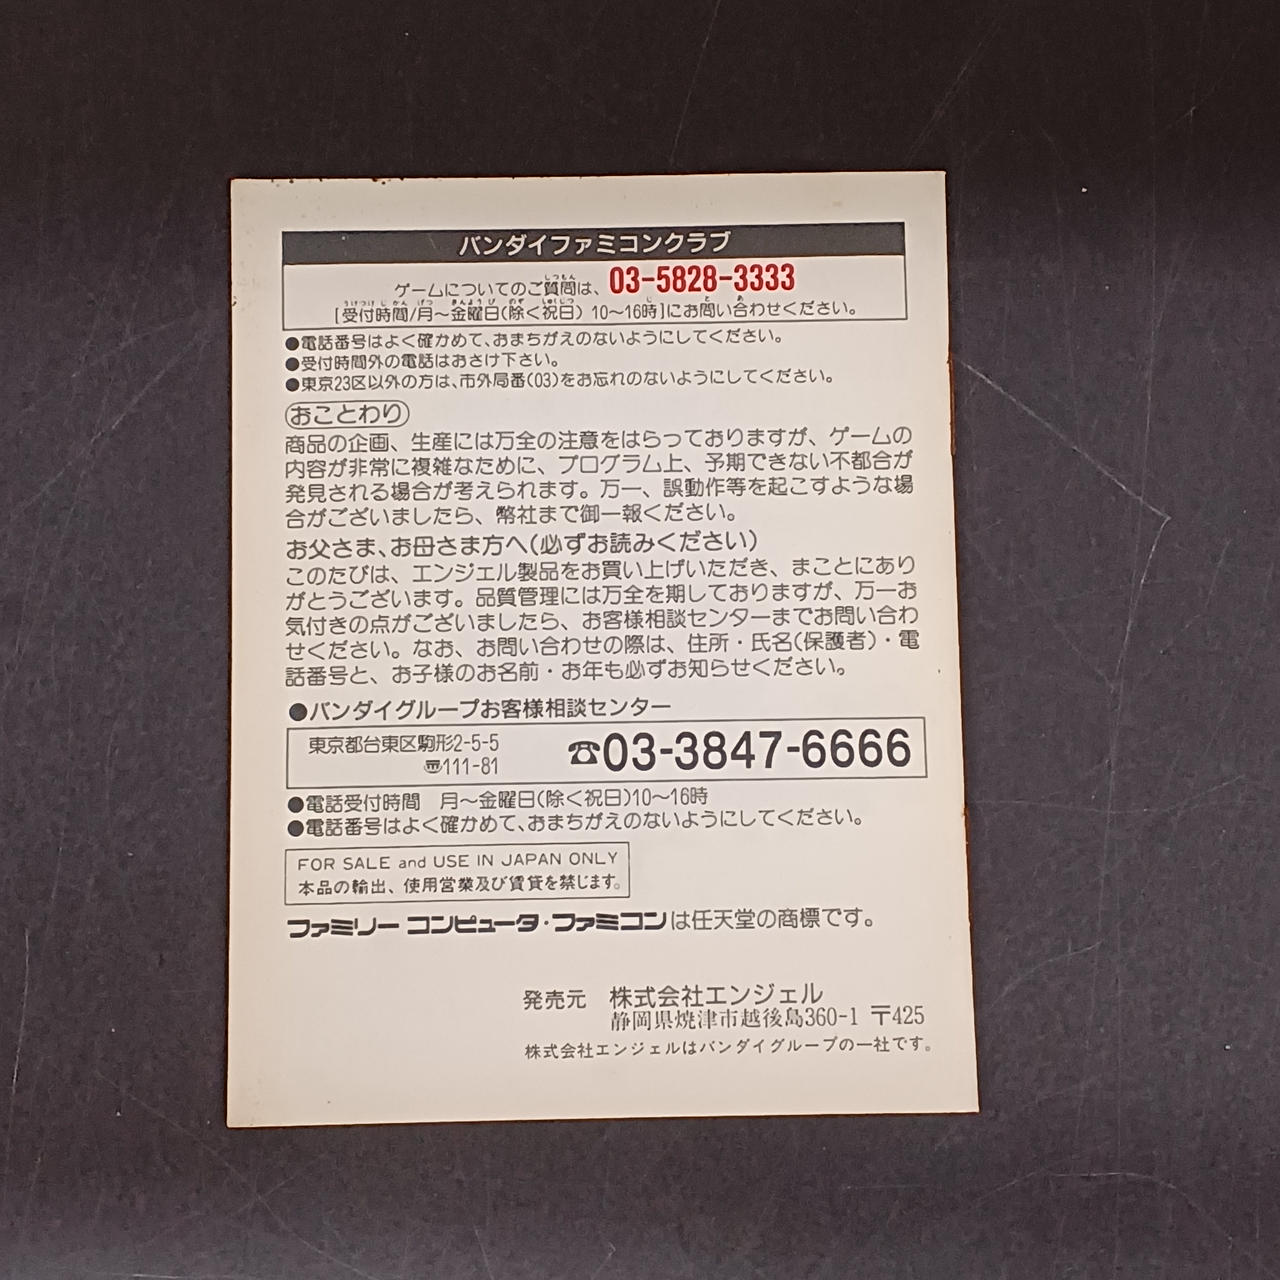 バンダイファミコンクラブ
ゲームについてのご質問は、03-5828-3333
[受付時間/月〜金曜日(除く祝日) 10〜16時]にお問い合わせください。
●電話番号はよく確かめて、おまちがえのないようにしてください。
●受付時間外の電話はおさけ下さい。
●東京23区以外の方は、市外局番(03)をお忘れのないようにしてください。
おことわり
商品の企画、生産には万全の注意をはらっておりますが、ゲームの
内容が非常に複雑なために、プログラム上、予期できない不都合が
発見される場合が考えられます。万一、誤動作等を起こすような場
合がございましたら、幣社まで御一報ください。
お父さま、お母さま方へ(必ずお読みください)
このたびは、エンジェル製品をお買い上げいただき、まことにあり
がとうございます。品質管理には万全を期しておりますが、万一お
気付きの点がございましたら、お客様相談センターまでお問い合わ
せください。なお、お問い合わせの際は、住所・氏名(保護者)・電
話番号と、お子様のお名前・お年も必ずお知らせください。
●バンダイグループお客様相談センター
東京都台東区駒形2-5-5 ☎03-3847-6666
〠111-81
●電話受付時間 月〜金曜日(除く祝日)10〜16時
●電話番号はよく確かめて、おまちがえのないようにしてください。
FOR SALE and USE IN JAPAN ONLY
本品の輸出、使用営業及び賃貸を禁じます。
ファミリーコンピュータ・ファミコンは任天堂の商標です。
発売元 株式会社エンジェル
静岡県焼津市越後島360-1 〒425
株式会社エンジェルはバンダイグループの一社です。